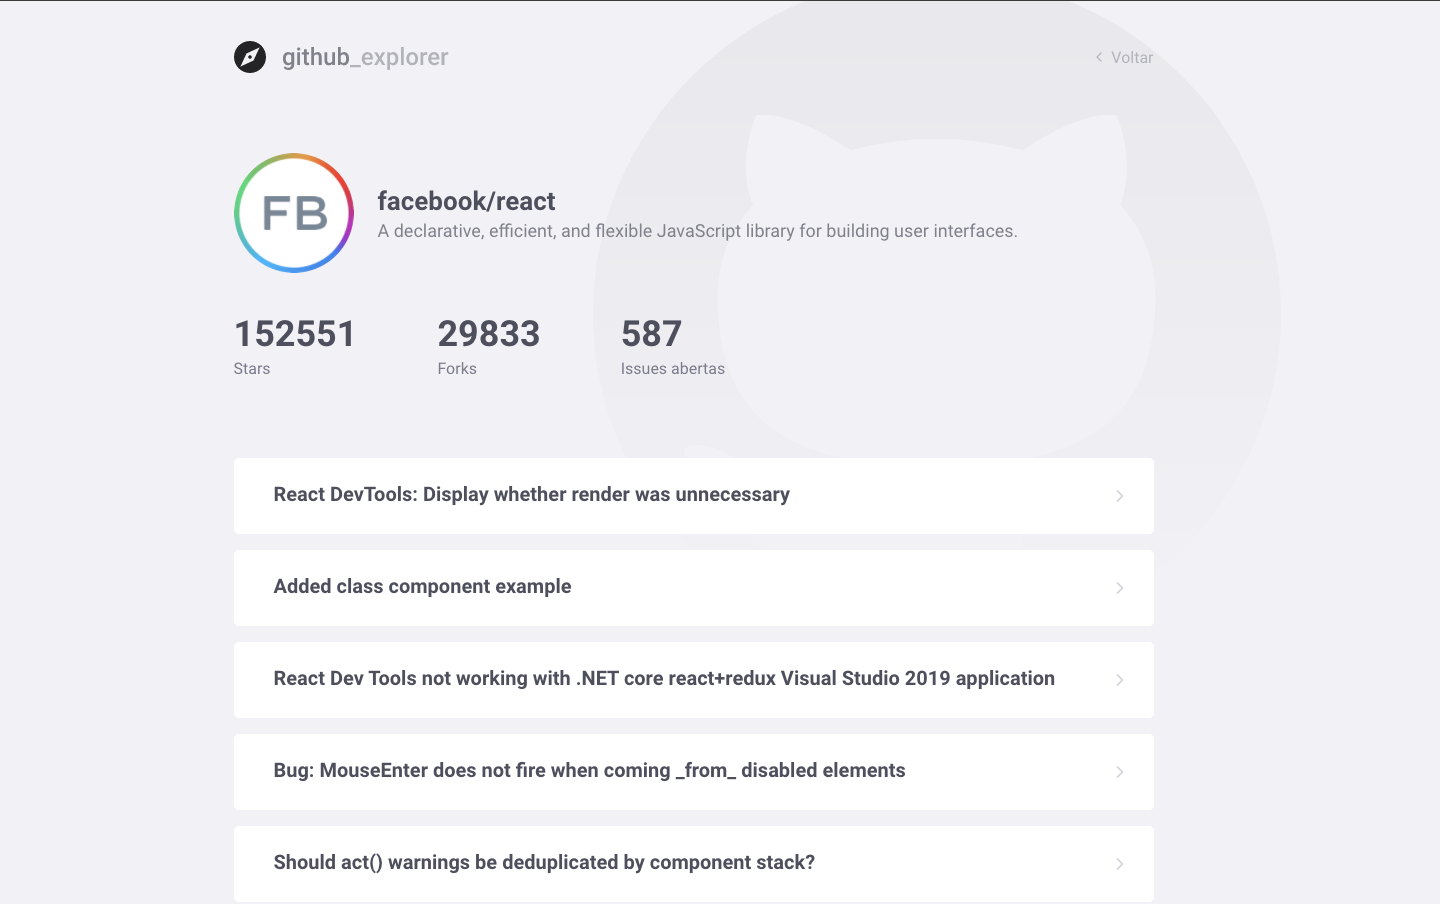 github_explorer
Voltar
FB
facebook/react
A declarative, efficient, and flexible JavaScript library for building user interfaces.
152551 29833 587
Stars Forks Issues abertas
React DevTools: Display whether render was unnecessary
Added class component example
React Dev Tools not working with .NET core react+redux Visual Studio 2019 application
Bug: MouseEnter does not fire when coming _from_ disabled elements
Should act() warnings be deduplicated by component stack?